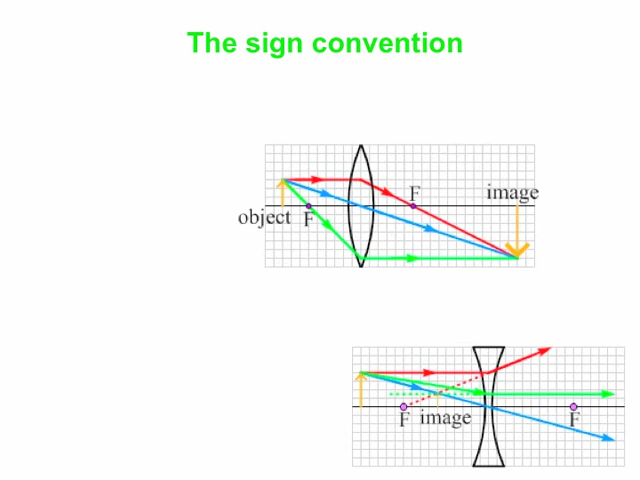 The sign convention
F
image
object
F
F
image
F